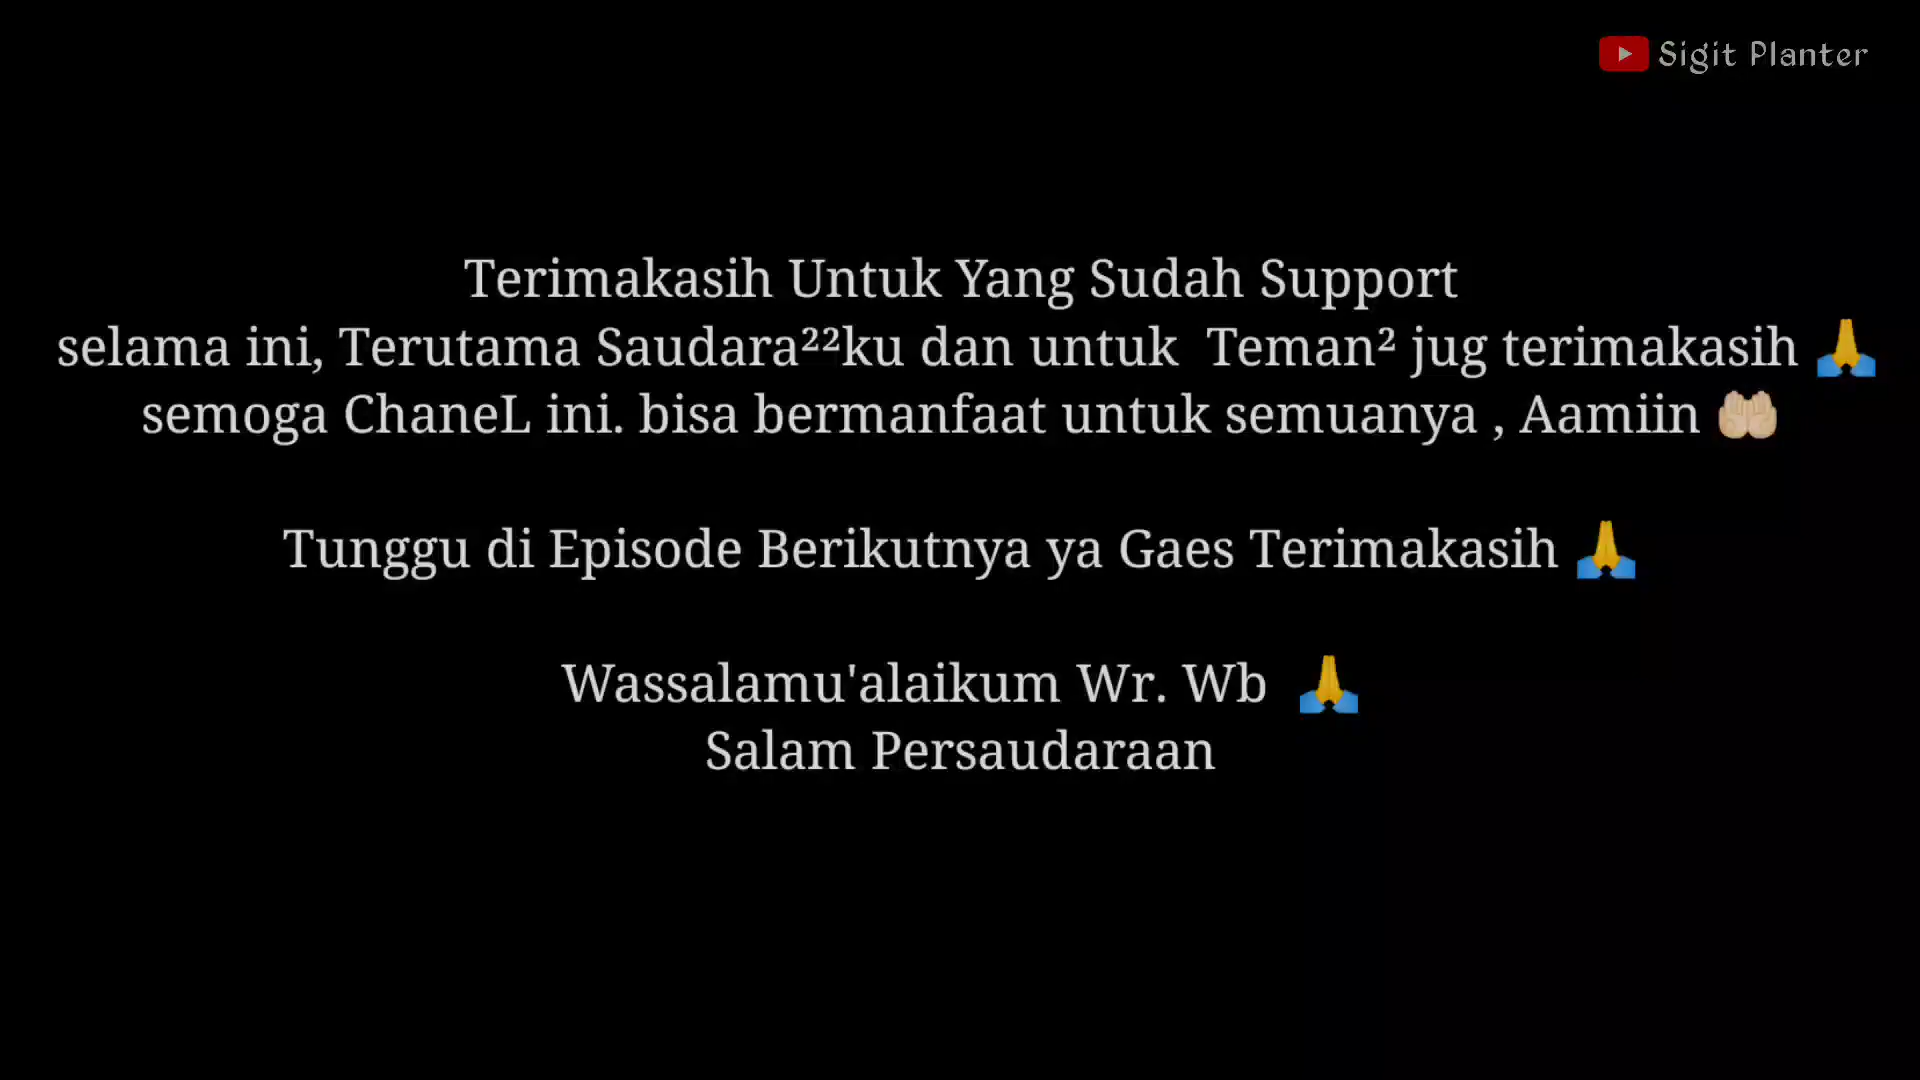 Sigit Planter
Terimakasih Untuk Yang Sudah Support
selama ini, Terutama Saudara²²ku dan untuk  Teman² jug terimakasih 🙏
semoga ChaneL ini. bisa bermanfaat untuk semuanya , Aamiin 🤲🏻
Tunggu di Episode Berikutnya ya Gaes Terimakasih 🙏
Wassalamu'alaikum Wr. Wb  🙏
Salam Persaudaraan